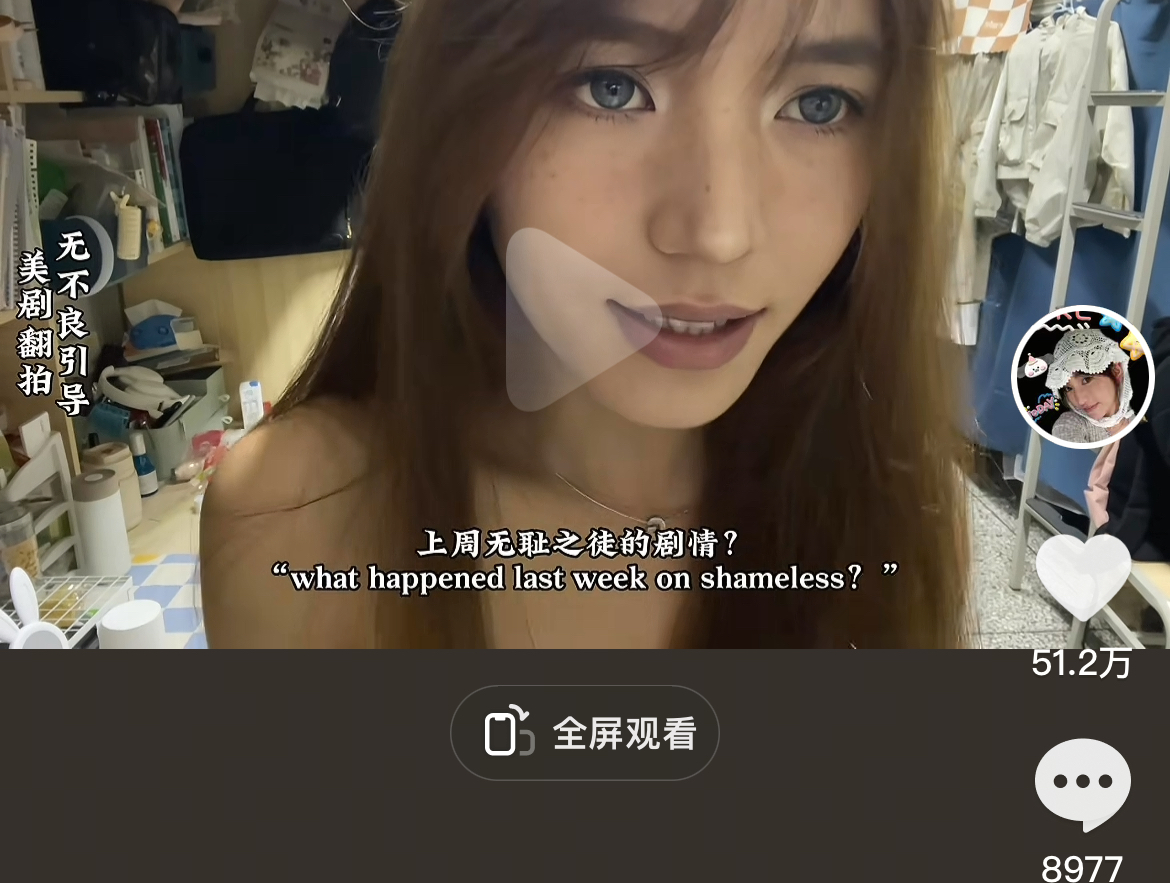 无不良引导
美剧翻拍
上周无耻之徒的剧情？
“what happened last week on shameless？”
51.2万
全屏观看
8977